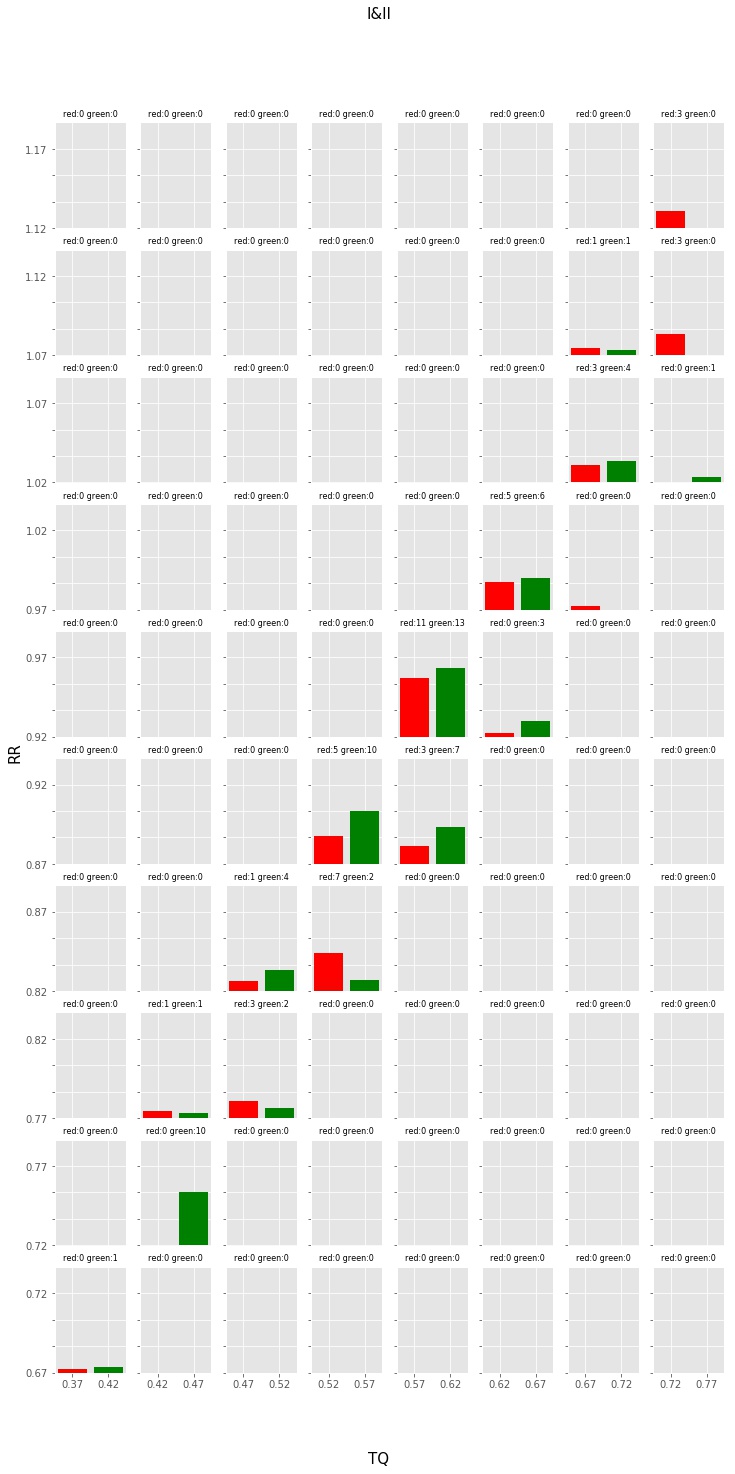 I&II
red:0 green:0 red:0 green:0 red:0 green:0 red:0 green:0 red:0 green:0 red:0 green:0 red:0 green:0 red:3 green:0
1.17
1.12
red:0 green:0 red:0 green:0 red:0 green:0 red:0 green:0 red:0 green:0 red:0 green:0 red:1 green:1 red:3 green:0
1.12
1.07
red:0 green:0 red:0 green:0 red:0 green:0 red:0 green:0 red:0 green:0 red:0 green:0 red:3 green:4 red:0 green:1
1.07
1.02
red:0 green:0 red:0 green:0 red:0 green:0 red:0 green:0 red:0 green:0 red:5 green:6 red:0 green:0 red:0 green:0
1.02
0.97
red:0 green:0 red:0 green:0 red:0 green:0 red:0 green:0 red:11 green:13 red:0 green:3 red:0 green:0 red:0 green:0
0.97
0.92
RR
red:0 green:0 red:0 green:0 red:0 green:0 red:5 green:10 red:3 green:7 red:0 green:0 red:0 green:0 red:0 green:0
0.92
0.87
red:0 green:0 red:0 green:0 red:1 green:4 red:7 green:2 red:0 green:0 red:0 green:0 red:0 green:0 red:0 green:0
0.87
0.82
red:0 green:0 red:1 green:1 red:3 green:2 red:0 green:0 red:0 green:0 red:0 green:0 red:0 green:0 red:0 green:0
0.82
0.77
red:0 green:0 red:0 green:10 red:0 green:0 red:0 green:0 red:0 green:0 red:0 green:0 red:0 green:0 red:0 green:0
0.77
0.72
red:0 green:1 red:0 green:0 red:0 green:0 red:0 green:0 red:0 green:0 red:0 green:0 red:0 green:0 red:0 green:0
0.72
0.67
0.37 0.42 0.42 0.47 0.47 0.52 0.52 0.57 0.57 0.62 0.62 0.67 0.67 0.72 0.72 0.77
TQ